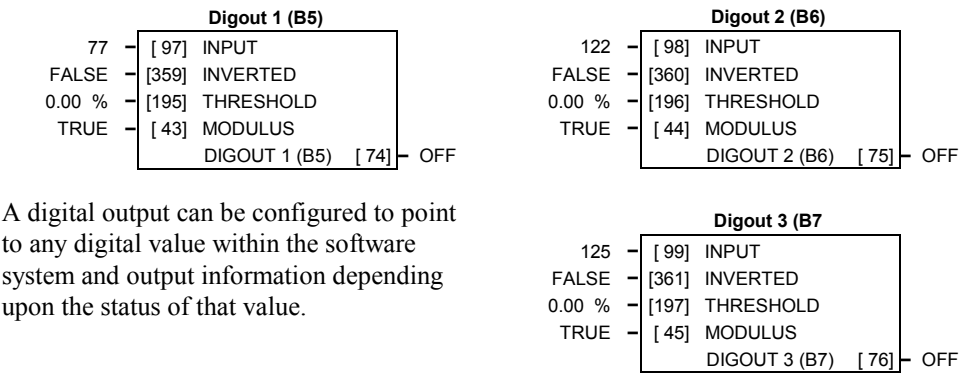 Digout 1 (B5)
77 [ 97] INPUT
FALSE [359] INVERTED
0.00 % [195] THRESHOLD
TRUE [ 43] MODULUS
DIGOUT 1 (B5) [ 74] OFF
Digout 2 (B6)
122 [ 98] INPUT
FALSE [360] INVERTED
0.00 % [196] THRESHOLD
TRUE [ 44] MODULUS
DIGOUT 2 (B6) [ 75] OFF
A digital output can be configured to point
to any digital value within the software
system and output information depending
upon the status of that value.
Digout 3 (B7
125 [ 99] INPUT
FALSE [361] INVERTED
0.00 % [197] THRESHOLD
TRUE [ 45] MODULUS
DIGOUT 3 (B7) [ 76] OFF